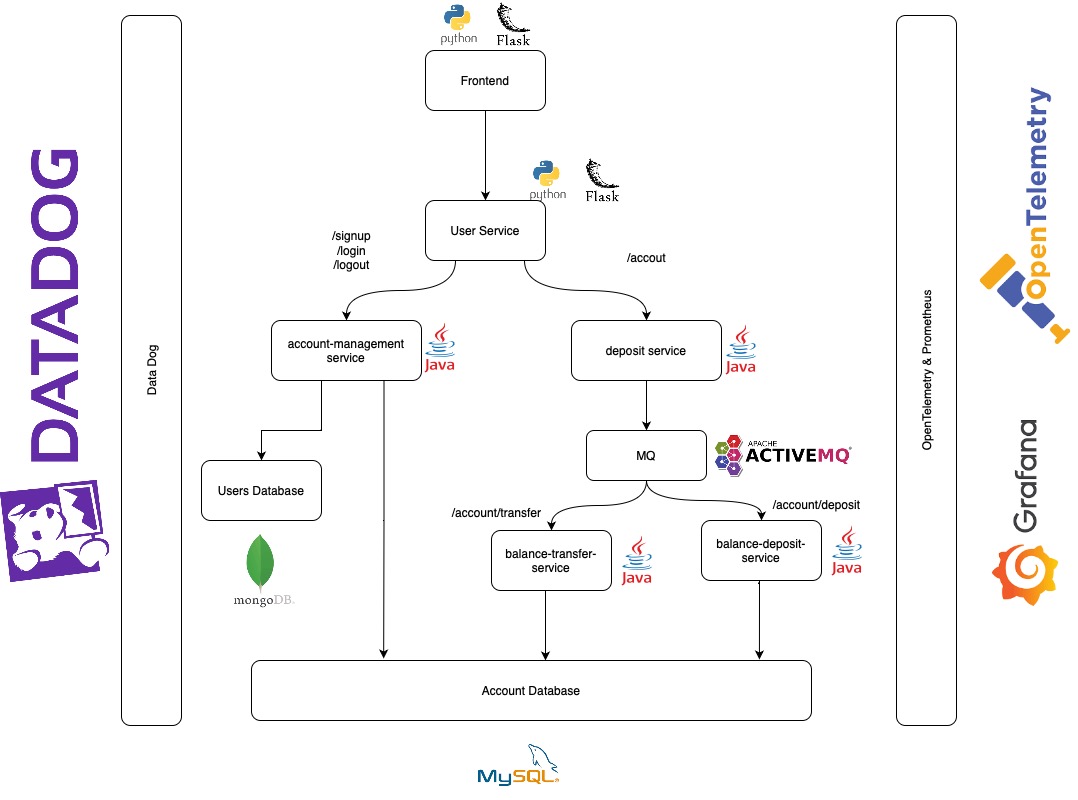 python
Flask
Frontend
python
Flask
User Service
/signup
/login
/logout
/accout
account-management
service
Java
deposit service
Java
MQ
APACHE
ACTIVEMQ
/account/transfer
/account/deposit
Users Database
mongoDB.
balance-transfer-
service
Java
balance-deposit-
service
Java
Account Database
MySQL
DATADOG
Data Dog
OpenTelemetry & Prometheus
OpenTelemetry
Grafana